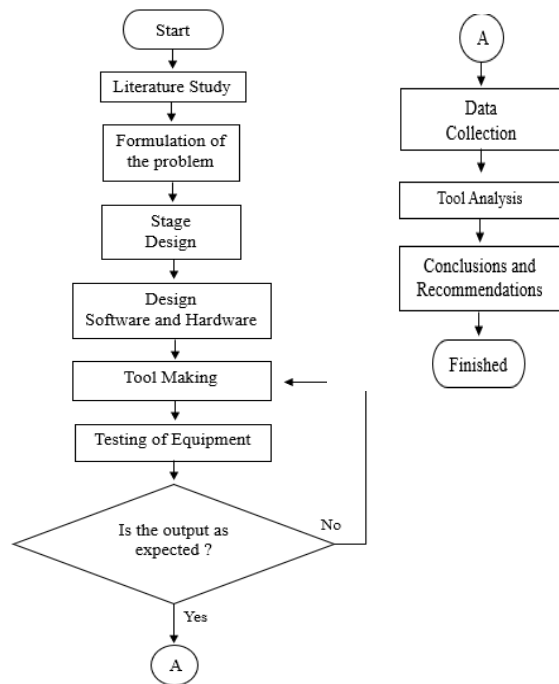 Start
Literature Study
Formulation of
the problem
Stage
Design
Design
Software and Hardware
Tool Making
Testing of Equipment
Is the output as
expected ?
No
Yes
A
A
Data
Collection
Tool Analysis
Conclusions and
Recommendations
Finished